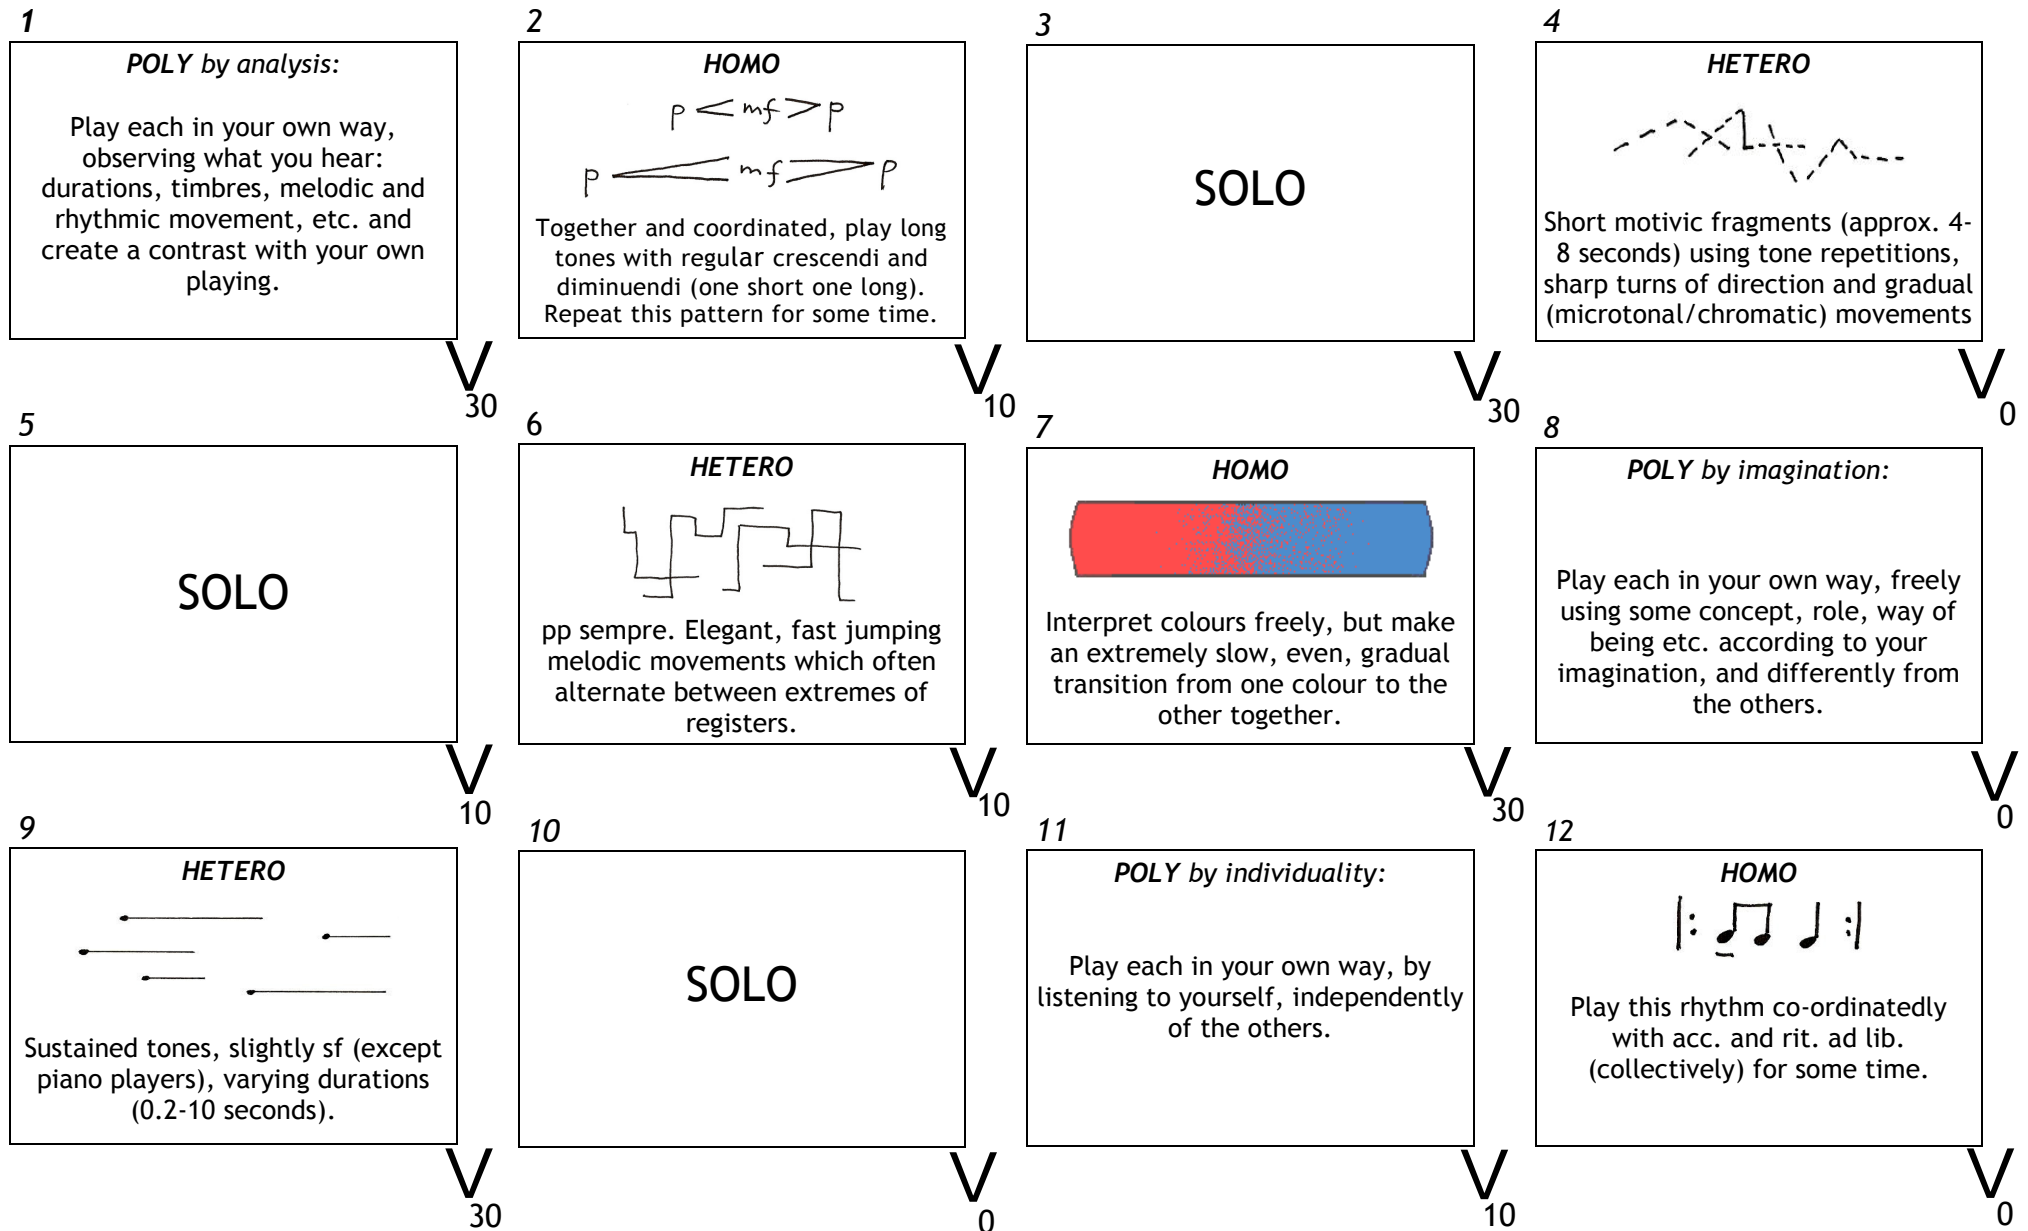 1
POLY by analysis:
Play each in your own way,
observing what you hear:
durations, timbres, melodic and
rhythmic movement, etc. and
create a contrast with your own
playing.
V
30
2
HOMO
p < mf > p
p < mf > p
Together and coordinated, play long
tones with regular crescendi and
diminuendi (one short one long).
Repeat this pattern for some time.
V
10
3
SOLO
V
30
4
HETERO
Short motivic fragments (approx. 4-
8 seconds) using tone repetitions,
sharp turns of direction and gradual
(microtonal/chromatic) movements
V
0
5
SOLO
V
10
6
HETERO
pp sempre. Elegant, fast jumping
melodic movements which often
alternate between extremes of
registers.
V
10
7
HOMO
Interpret colours freely, but make
an extremely slow, even, gradual
transition from one colour to the
other together.
V
30
8
POLY by imagination:
Play each in your own way, freely
using some concept, role, way of
being etc. according to your
imagination, and differently from
the others.
V
0
9
HETERO
Sustained tones, slightly sf (except
piano players), varying durations
(0.2-10 seconds).
V
30
10
SOLO
V
0
11
POLY by individuality:
Play each in your own way, by
listening to yourself, independently
of the others.
V
10
12
HOMO
Play this rhythm co-ordinatedly
with acc. and rit. ad lib.
(collectively) for some time.
V
0